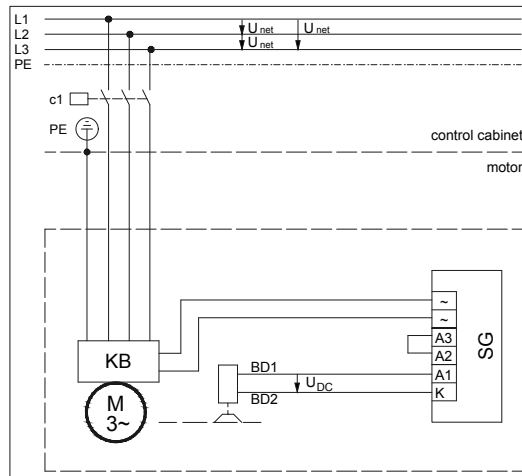 L1
U net
U net
L2
U net
L3
PE
c1
PE
control cabinet
motor
~
~
A3
A2
A1
K
SG
KB
BD1
U DC
BD2
M
3~